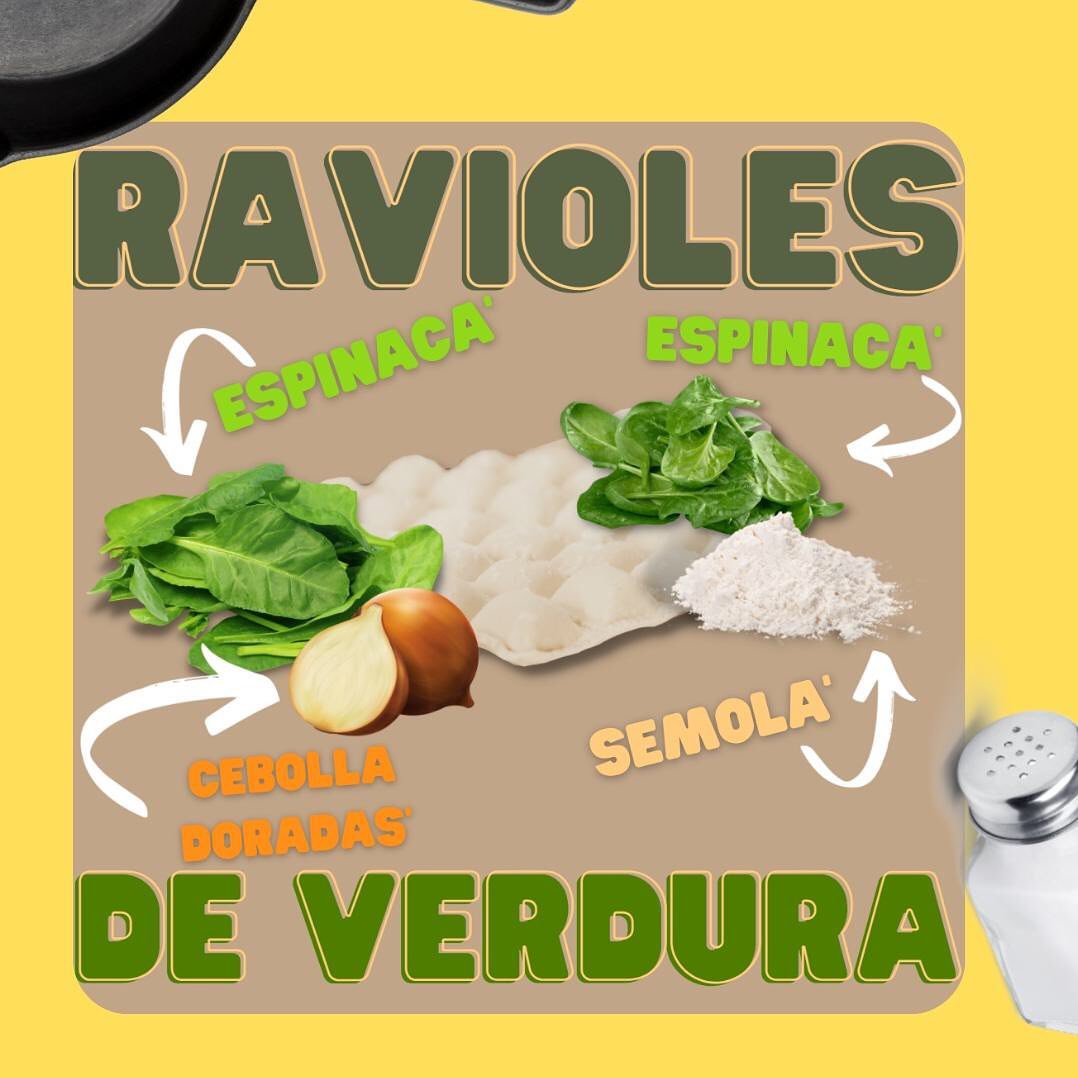 RAVIOLES
ESPINACA'
ESPINACA'
SEMOLA'
CEBOLLA
DORADAS'
DE VERDURA